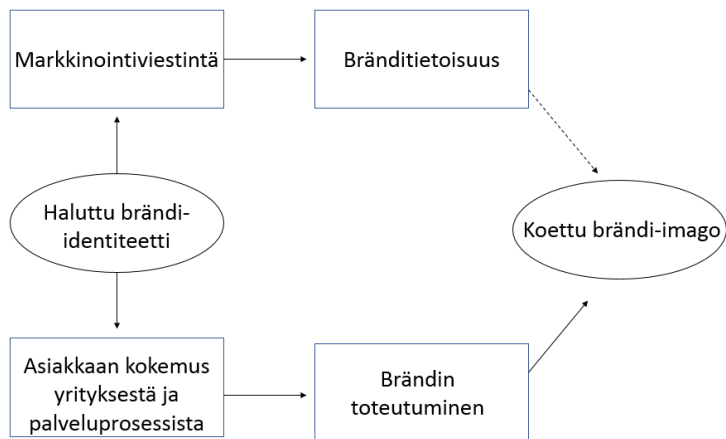 Markkinointiviestintä
Bränditietoisuus
Haluttu brändi-
identiteetti
Koettu brändi-imago
Asiakkaan kokemus
yrityksestä ja
palveluprosessista
Brändin
toteutuminen